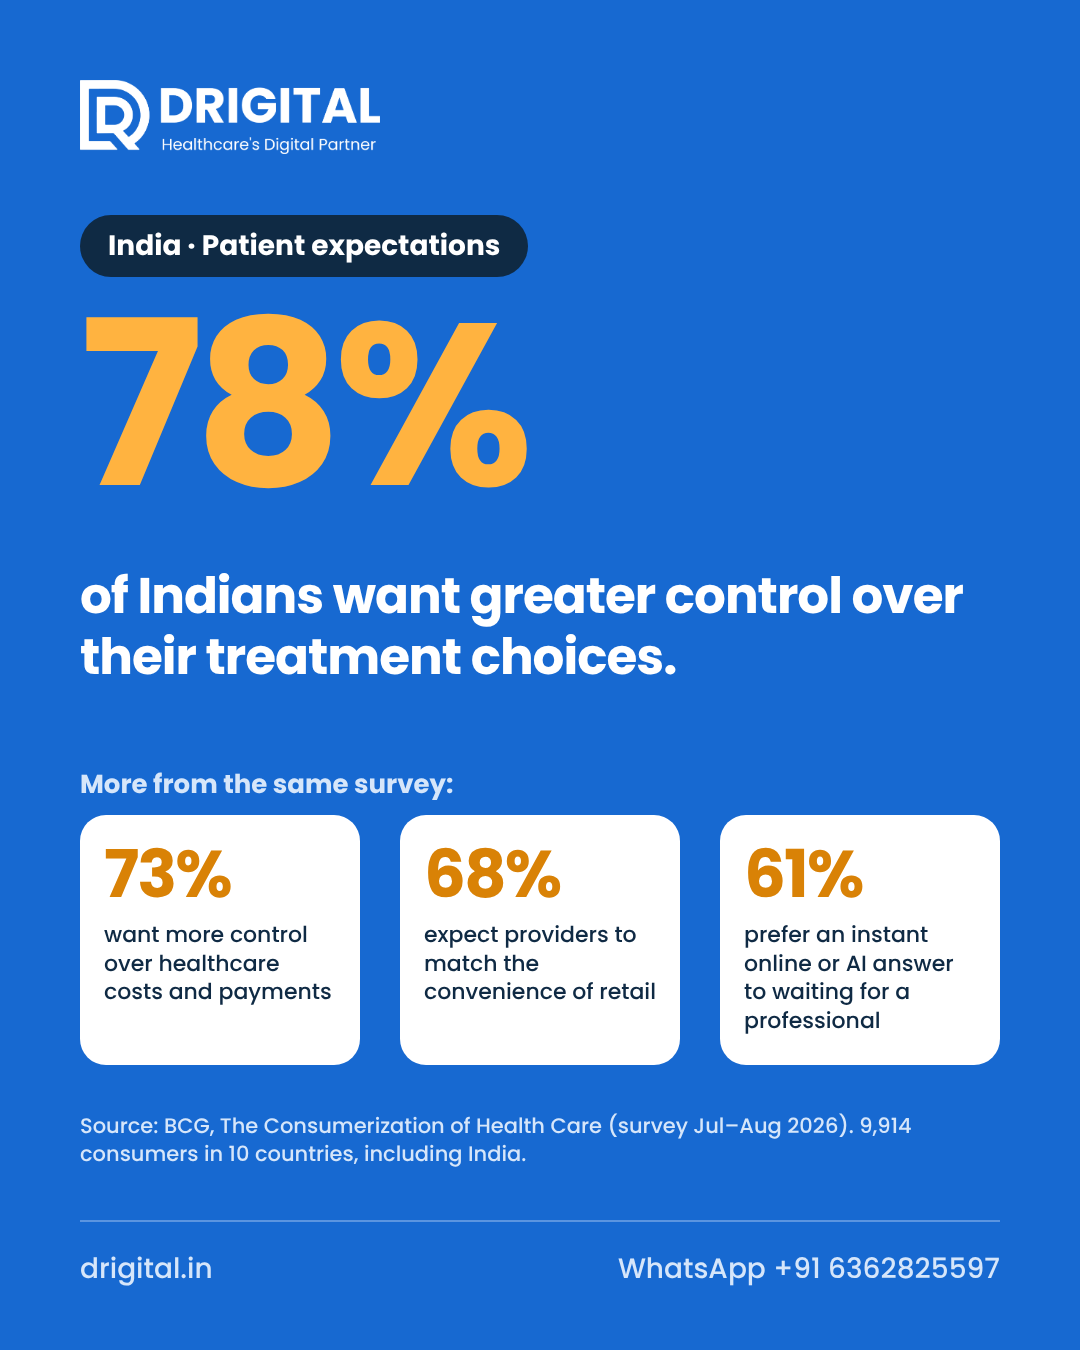 DRIGITAL
Healthcare's Digital Partner
India · Patient expectations
78%
of Indians want greater control over
their treatment choices.
More from the same survey:
73%
want more control
over healthcare
costs and payments
68%
expect providers to
match the
convenience of retail
61%
prefer an instant
online or AI answer
to waiting for a
professional
Source: BCG, The Consumerization of Health Care (survey Jul–Aug 2026). 9,914
consumers in 10 countries, including India.
drigital.in
WhatsApp +91 6362825597